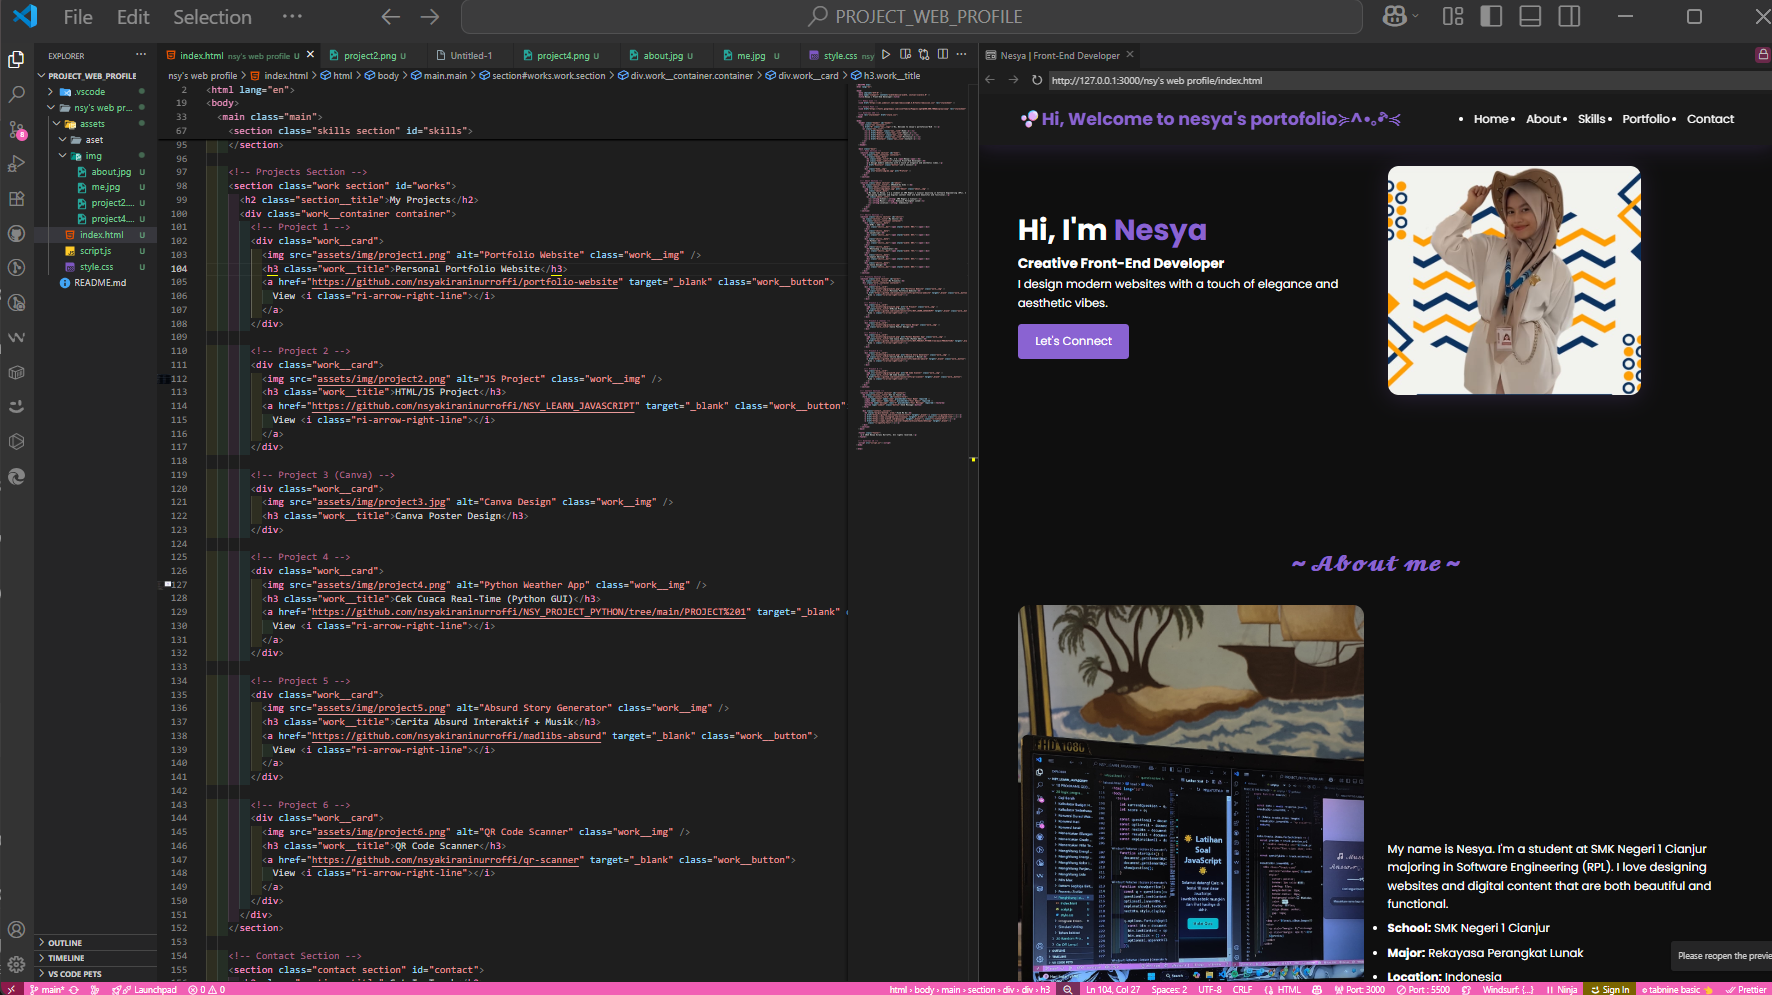 File Edit Selection ··· PROJECT_WEB_PROFILE
EXPLORER ···
PROJECT_WEB_PROFILE
.vscode
nsy's web pr...
assets
aset
img
about.jpg U
me.jpg U
project2.... U
project4.... U
index.html U
script.js U
style.css U
README.md
OUTLINE
TIMELINE
VS CODE PETS
8
index.html nsy's web profile U
project2.png U
Untitled-1
project4.png U
about.jpg U
me.jpg U
style.css nsy
nsy's web profile > index.html > html > body > main.main > section#works.work.section > div.work__container.container > div.work__card > h3.work__title
2 <html lang="en">
19 <body>
33 <main class="main">
67 <section class="skills section" id="skills">
95 </section>
96
97 <!-- Projects Section -->
98 <section class="work section" id="works">
99 <h2 class="section__title">My Projects</h2>
100 <div class="work__container container">
101 <!-- Project 1 -->
102 <div class="work__card">
103 <img src="assets/img/project1.png" alt="Portfolio Website" class="work__img" />
104 <h3 class="work__title">Personal Portfolio Website</h3>
105 <a href="https://github.com/nsyakiraninurroffi/portfolio-website" target="_blank" class="work__button">
106 View <i class="ri-arrow-right-line"></i>
107 </a>
108 </div>
109
110 <!-- Project 2 -->
111 <div class="work__card">
112 <img src="assets/img/project2.png" alt="JS Project" class="work__img" />
113 <h3 class="work__title">HTML/JS Project</h3>
114 <a href="https://github.com/nsyakiraninurroffi/NSY_LEARN_JAVASCRIPT" target="_blank" class="work__button"
115 View <i class="ri-arrow-right-line"></i>
116 </a>
117 </div>
118
119 <!-- Project 3 (Canva) -->
120 <div class="work__card">
121 <img src="assets/img/project3.jpg" alt="Canva Design" class="work__img" />
122 <h3 class="work__title">Canva Poster Design</h3>
123 </div>
124
125 <!-- Project 4 -->
126 <div class="work__card">
127 <img src="assets/img/project4.png" alt="Python Weather App" class="work__img" />
128 <h3 class="work__title">Cek Cuaca Real-Time (Python GUI)</h3>
129 <a href="https://github.com/nsyakiraninurroffi/NSY_PROJECT_PYTHON/tree/main/PROJECT%201" target="_blank"
130 View <i class="ri-arrow-right-line"></i>
131 </a>
132 </div>
133
134 <!-- Project 5 -->
135 <div class="work__card">
136 <img src="assets/img/project5.png" alt="Absurd Story Generator" class="work__img" />
137 <h3 class="work__title">Cerita Absurd Interaktif + Musik</h3>
138 <a href="https://github.com/nsyakiraninurroffi/madlibs-absurd" target="_blank" class="work__button">
139 View <i class="ri-arrow-right-line"></i>
140 </a>
141 </div>
142
143 <!-- Project 6 -->
144 <div class="work__card">
145 <img src="assets/img/project6.png" alt="QR Code Scanner" class="work__img" />
146 <h3 class="work__title">QR Code Scanner</h3>
147 <a href="https://github.com/nsyakiraninurroffi/qr-scanner" target="_blank" class="work__button">
148 View <i class="ri-arrow-right-line"></i>
149 </a>
150 </div>
151 </div>
152 </section>
153
154 <!-- Contact Section -->
155 <section class="contact section" id="contact">
Nesya | Front-End Developer
http://127.0.0.1:3000/nsy's web profile/index.html
Hi, Welcome to nesya's portofolio
Home
About
Skills
Portfolio
Contact
Hi, I'm Nesya
Creative Front-End Developer
I design modern websites with a touch of elegance and
aesthetic vibes.
Let's Connect
~ About me ~
Latihan
Soal
JavaScript
My name is Nesya. I'm a student at SMK Negeri 1 Cianjur
majoring in Software Engineering (RPL). I love designing
websites and digital content that are both beautiful and
functional.
School: SMK Negeri 1 Cianjur
Major: Rekayasa Perangkat Lunak
Location: Indonesia
Please reopen the previe
main* Launchpad 0 0
html > body > main > section > div > div > h3 Ln 104, Col 27 Spaces: 2 UTF-8 CRLF HTML Port: 3000 Port : 5500 Windsurf: {...} Ninja Sign In tabnine basic Prettier